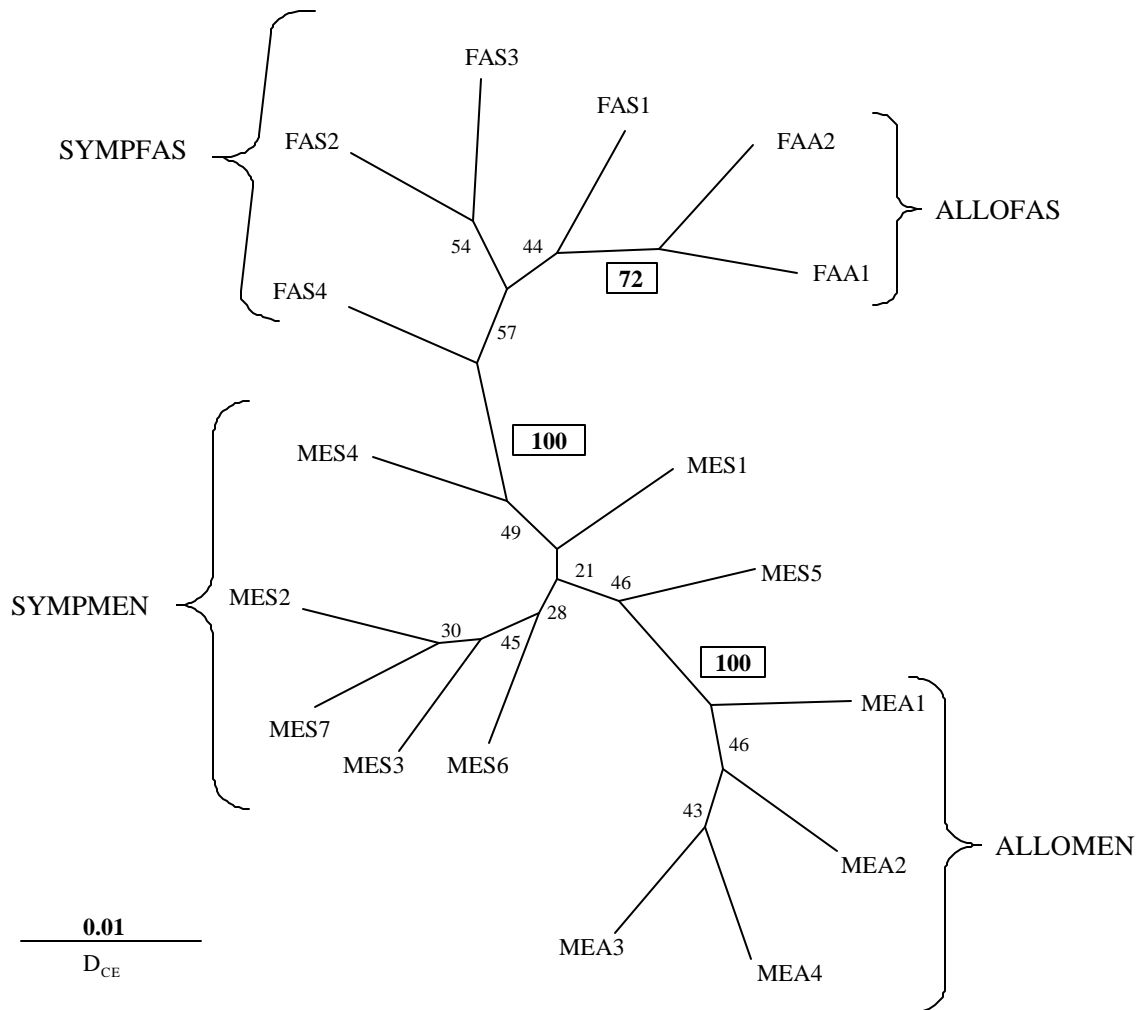 FAS3
FAS1
FAS2
FAA2
SYMPFAS
ALLOFAS
54
44
FAA1
72
FAS4
57
100
MES4
MES1
49
21
46
MES5
MES2
SYMPMEN
28
30
45
100
MEA1
MES7
MES3
MES6
46
43
MEA2
ALLOMEN
MEA3
MEA4
0.01
D_CE